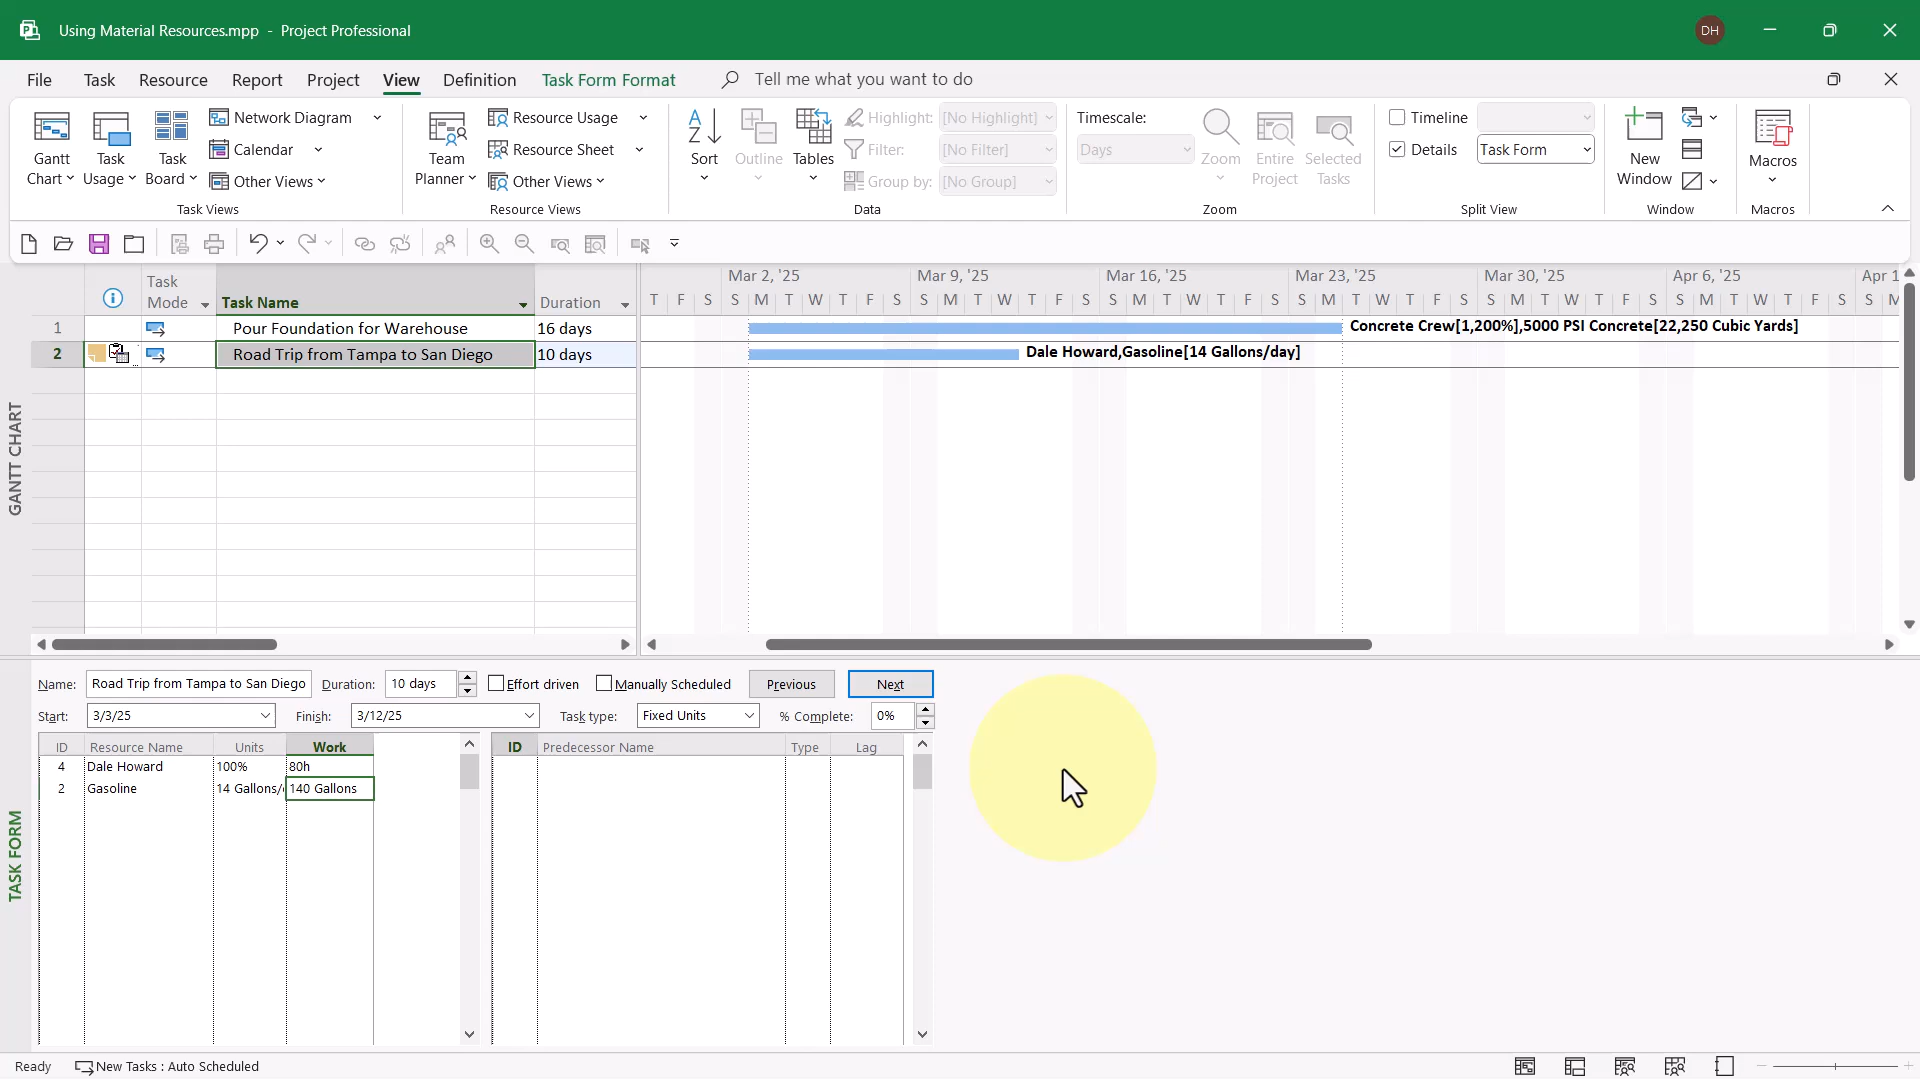 Using Material Resources.mpp - Project Professional
DH
File Task Resource Report Project View Definition Task Form Format Tell me what you want to do
Gantt Chart
Task Usage
Task Board
Network Diagram
Calendar
Other Views
Task Views
Team Planner
Resource Usage
Resource Sheet
Other Views
Resource Views
A Z Sort
Outline
Tables
Highlight: [No Highlight]
Filter: [No Filter]
Group by: [No Group]
Data
Timescale:
Days
Zoom
Entire Project
Selected Tasks
Zoom
Timeline
Details Task Form
Split View
New Window
Window
Macros
Macros
Task Mode Task Name Duration
Mar 2, '25 Mar 9, '25 Mar 16, '25 Mar 23, '25 Mar 30, '25 Apr 6, '25 Apr 1
T F S S M T W T F S S M T W T F S S M T W T F S S M T W T F S S M T W T F S S M T W T F S S M
1 Pour Foundation for Warehouse 16 days Concrete Crew[1,200%],5000 PSI Concrete[22,250 Cubic Yards]
2 Road Trip from Tampa to San Diego 10 days Dale Howard,Gasoline[14 Gallons/day]
GANTT CHART
Name: Road Trip from Tampa to San Diego Duration: 10 days Effort driven Manually Scheduled Previous Next
Start: 3/3/25 Finish: 3/12/25 Task type: Fixed Units % Complete: 0%
ID Resource Name Units Work ID Predecessor Name Type Lag
4 Dale Howard 100% 80h
2 Gasoline 14 Gallons/ 140 Gallons
TASK FORM
Ready New Tasks : Auto Scheduled